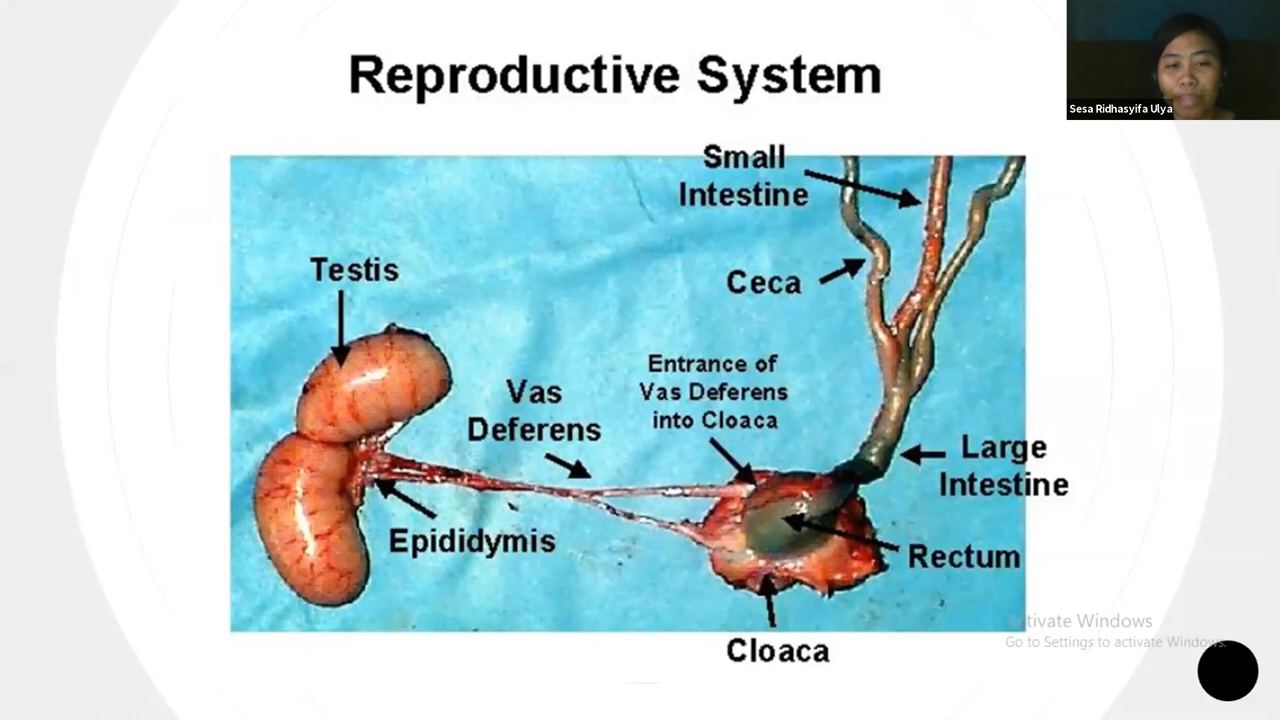 Reproductive System
Sesa Ridhasyifa Ulya
Small
Intestine
Testis
Ceca
Entrance of
Vas Deferens
into Cloaca
Vas
Deferens
Large
Intestine
Epididymis
Rectum
Cloaca
Activate Windows
Go to Settings to activate Windows.